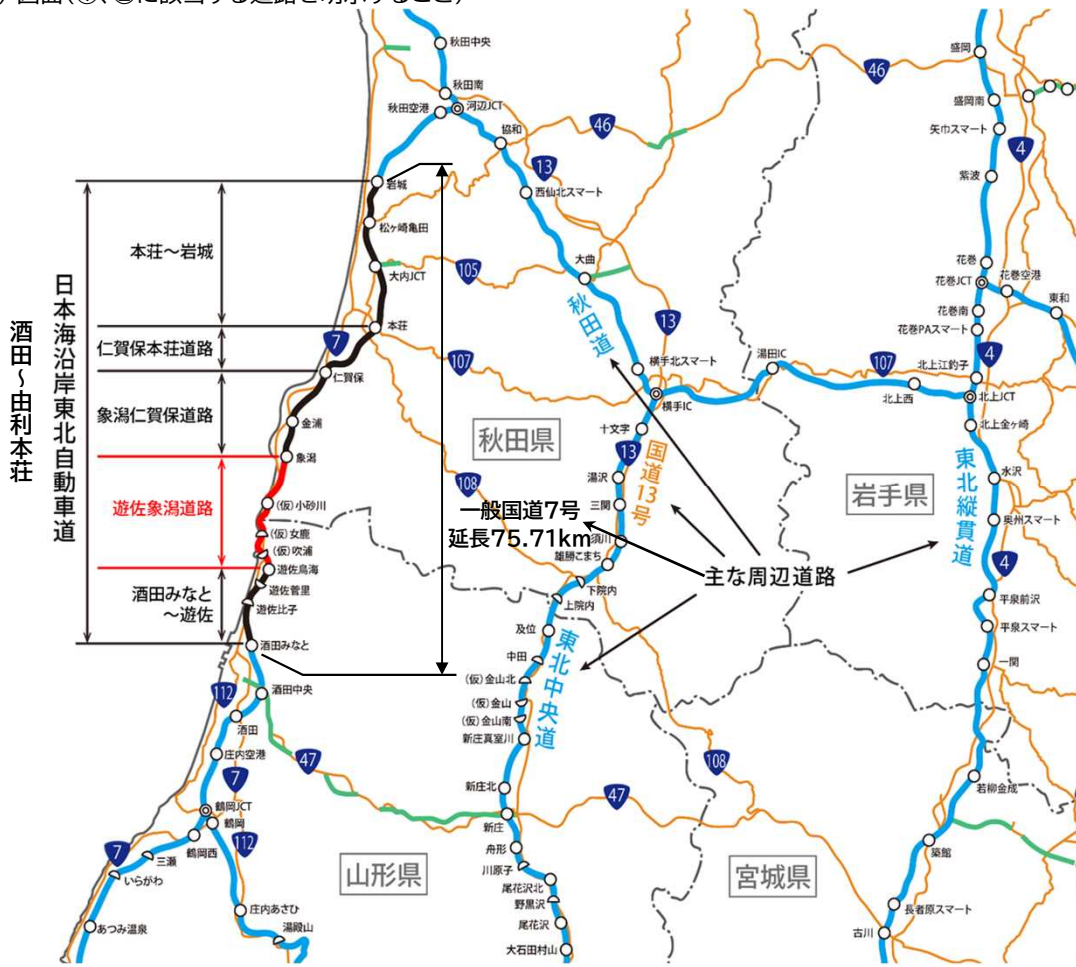 図面(①、②に該当する道路を明示すること)
秋田中央
秋田南
秋田空港
河辺JCT
協和
46
46
13
盛岡
盛岡南
矢巾スマート
4
紫波
岩城
西仙北スマート
松ヶ崎亀田
本荘～岩城
大内JCT
105
大曲
花巻
花巻JCT
花巻空港
東和
花巻南
花巻PAスマート
日本海沿岸東北自動車道
酒田～由利本荘
本荘
仁賀保本荘道路
7
仁賀保
107
秋田道
13
横手北スマート
湯田IC
107
北上江釣子
4
北上西
北上JCT
横手IC
北上金ヶ崎
象潟仁賀保道路
金浦
十文字
秋田県
13
国道13号
象潟
湯沢
東北縦貫道
水沢
岩手県
108
三関
遊佐象潟道路
(仮)小砂川
一般国道7号
延長75.71km
須川
奥州スマート
(仮)女鹿
(仮)吹浦
雄勝こまち
遊佐鳥海
主な周辺道路
4
下院内
上院内
遊佐菅里
酒田みなと
～遊佐
遊佐比子
平泉前沢
平泉スマート
及位
酒田みなと
中田
東北中央道
一関
(仮)金山北
112
酒田中央
(仮)金山
酒田
(仮)金山南
新庄真室川
庄内空港
47
108
7
新庄北
47
若柳金成
鶴岡JCT
鶴岡
新庄
鶴岡西
112
7
三瀬
舟形
築館
いらがわ
川原子
山形県
宮城県
尾花沢北
野黒沢
庄内あさひ
長者原スマート
尾花沢
あつみ温泉
湯殿山
古川
大石田村山